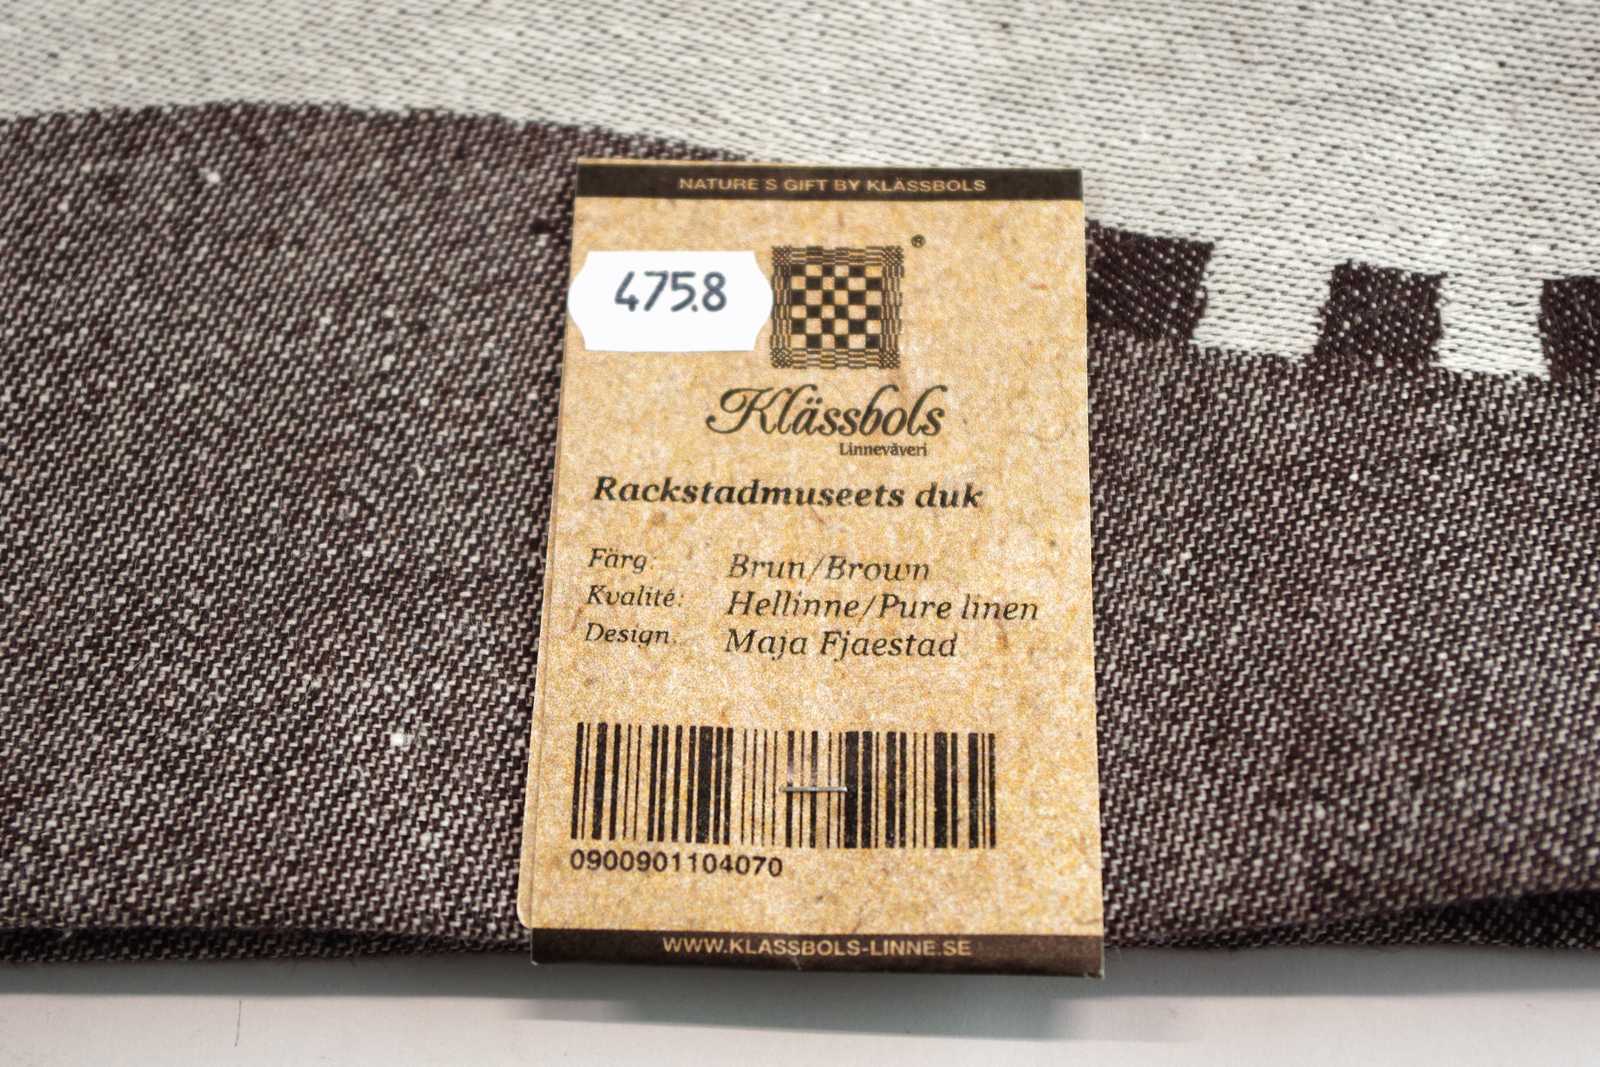 NATURE S GIFT BY KLÄSSBOLS
475.8
®
Klässbols
Linneväveri
Rackstadmuseets duk
Färg: Brun/Brown
Kvalité: Hellinne/Pure linen
Design: Maja Fjaestad
0900901104070
WWW.KLASSBOLS-LINNE.SE